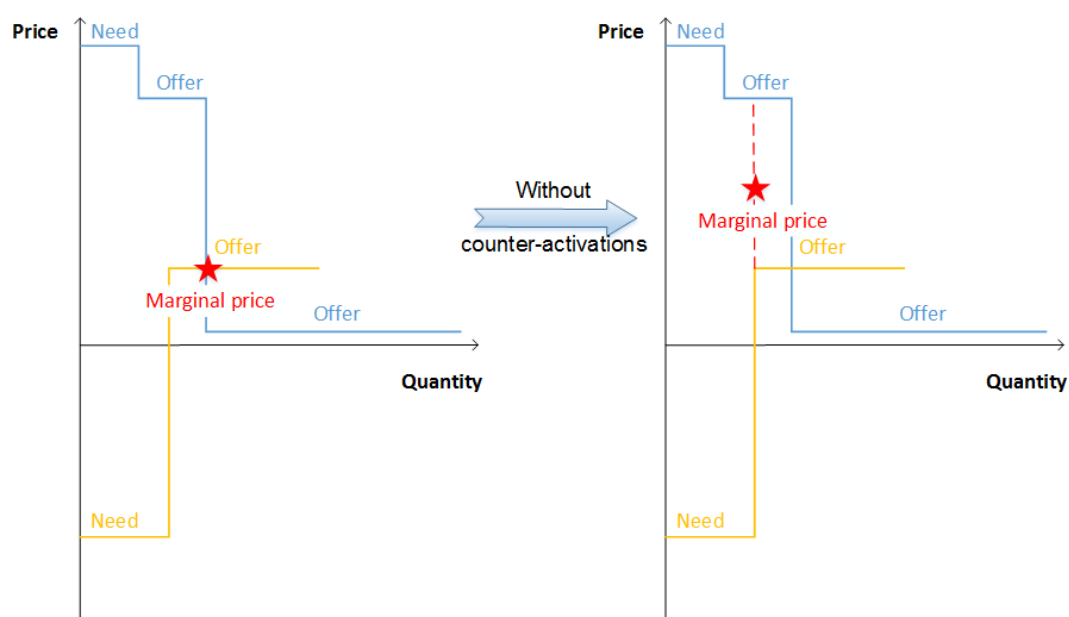 Price
Need
Offer
Offer
Marginal price
Offer
Quantity
Need
Without
counter-activations
Price
Need
Offer
Marginal price
Offer
Offer
Quantity
Need